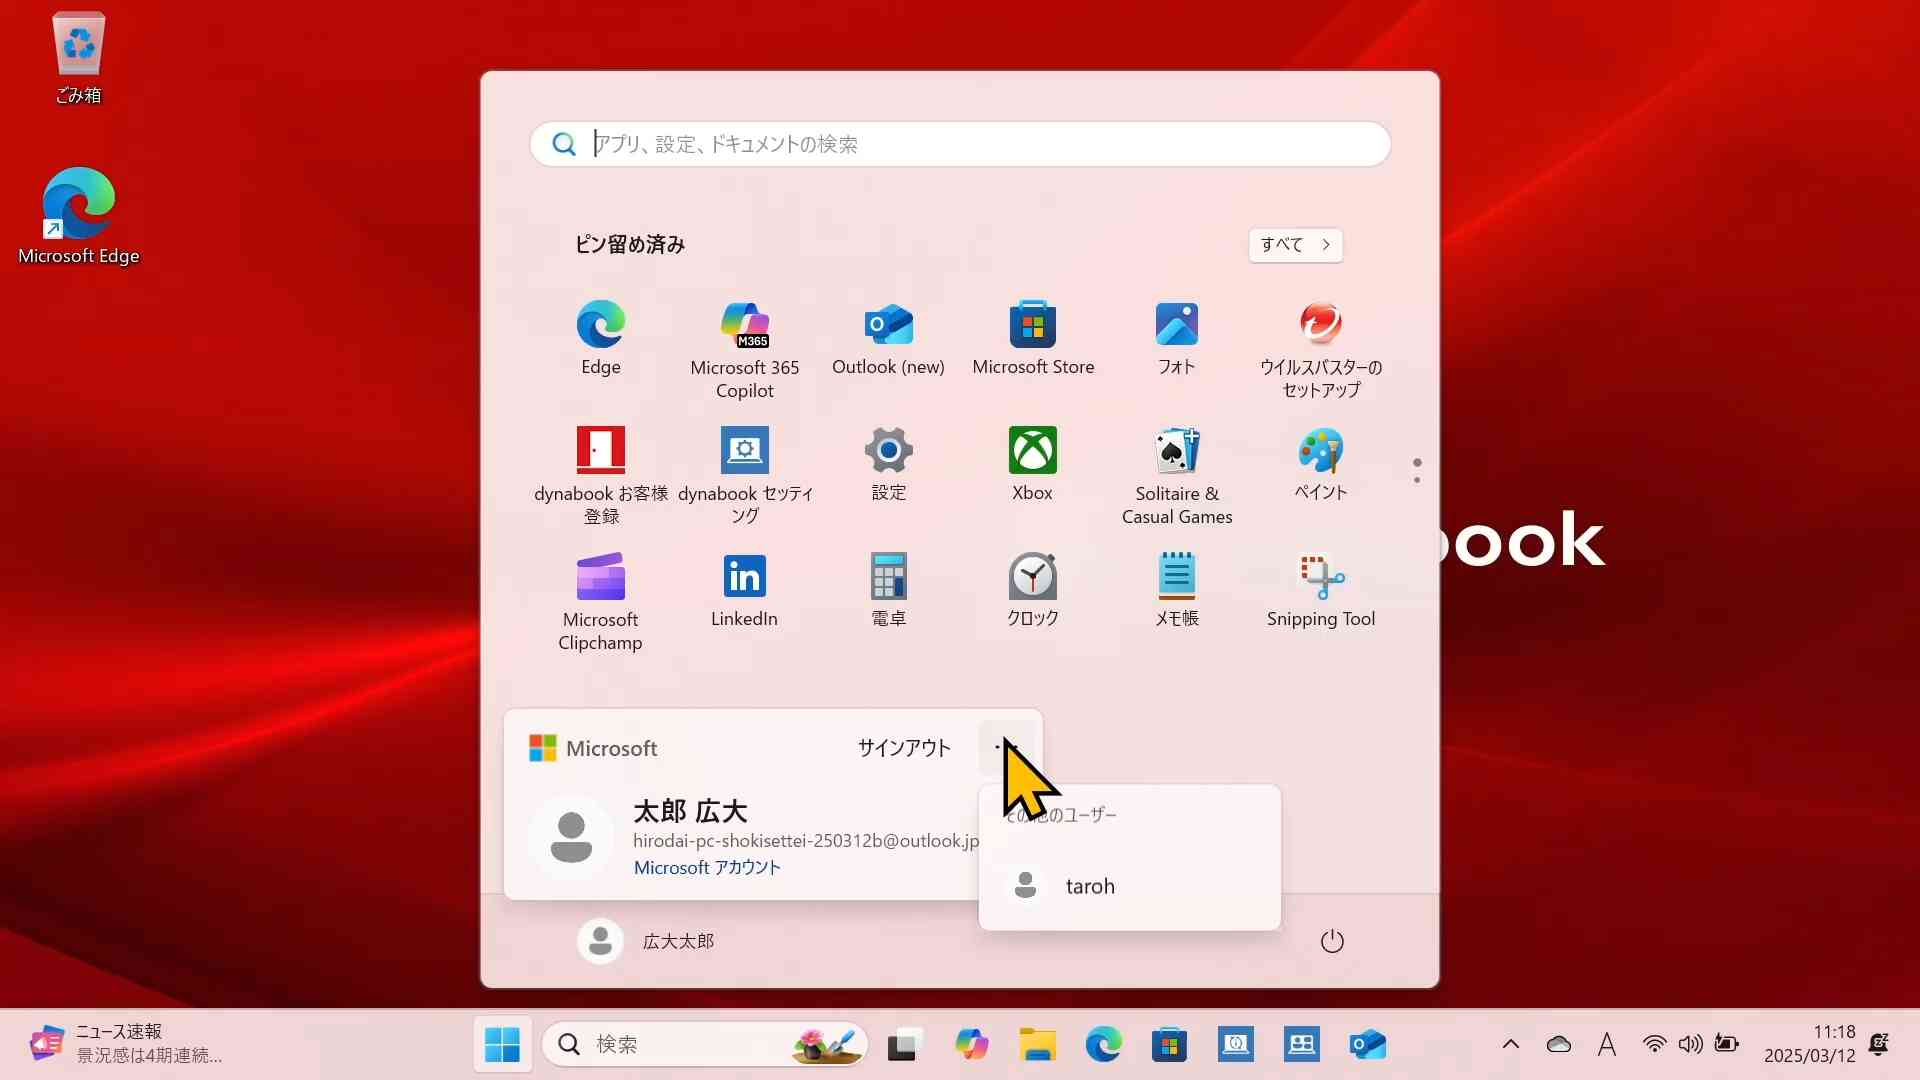 ごみ箱
Microsoft Edge
アプリ、設定、ドキュメントの検索
ピン留め済み
すべて
Edge
Microsoft 365
Copilot
M365
Outlook (new)
Microsoft Store
フォト
ウイルスバスターの
セットアップ
dynabook お客様
登録
dynabook セッティ
ング
設定
Xbox
Solitaire &
Casual Games
ペイント
Microsoft
Clipchamp
LinkedIn
電卓
クロック
メモ帳
Snipping Tool
book
Microsoft
サインアウト
太郎 広大
hirodai-pc-shokisettei-250312b@outlook.jp
Microsoft アカウント
その他のユーザー
taroh
広大太郎
ニュース速報
景況感は4期連続...
検索
A
11:18
2025/03/12